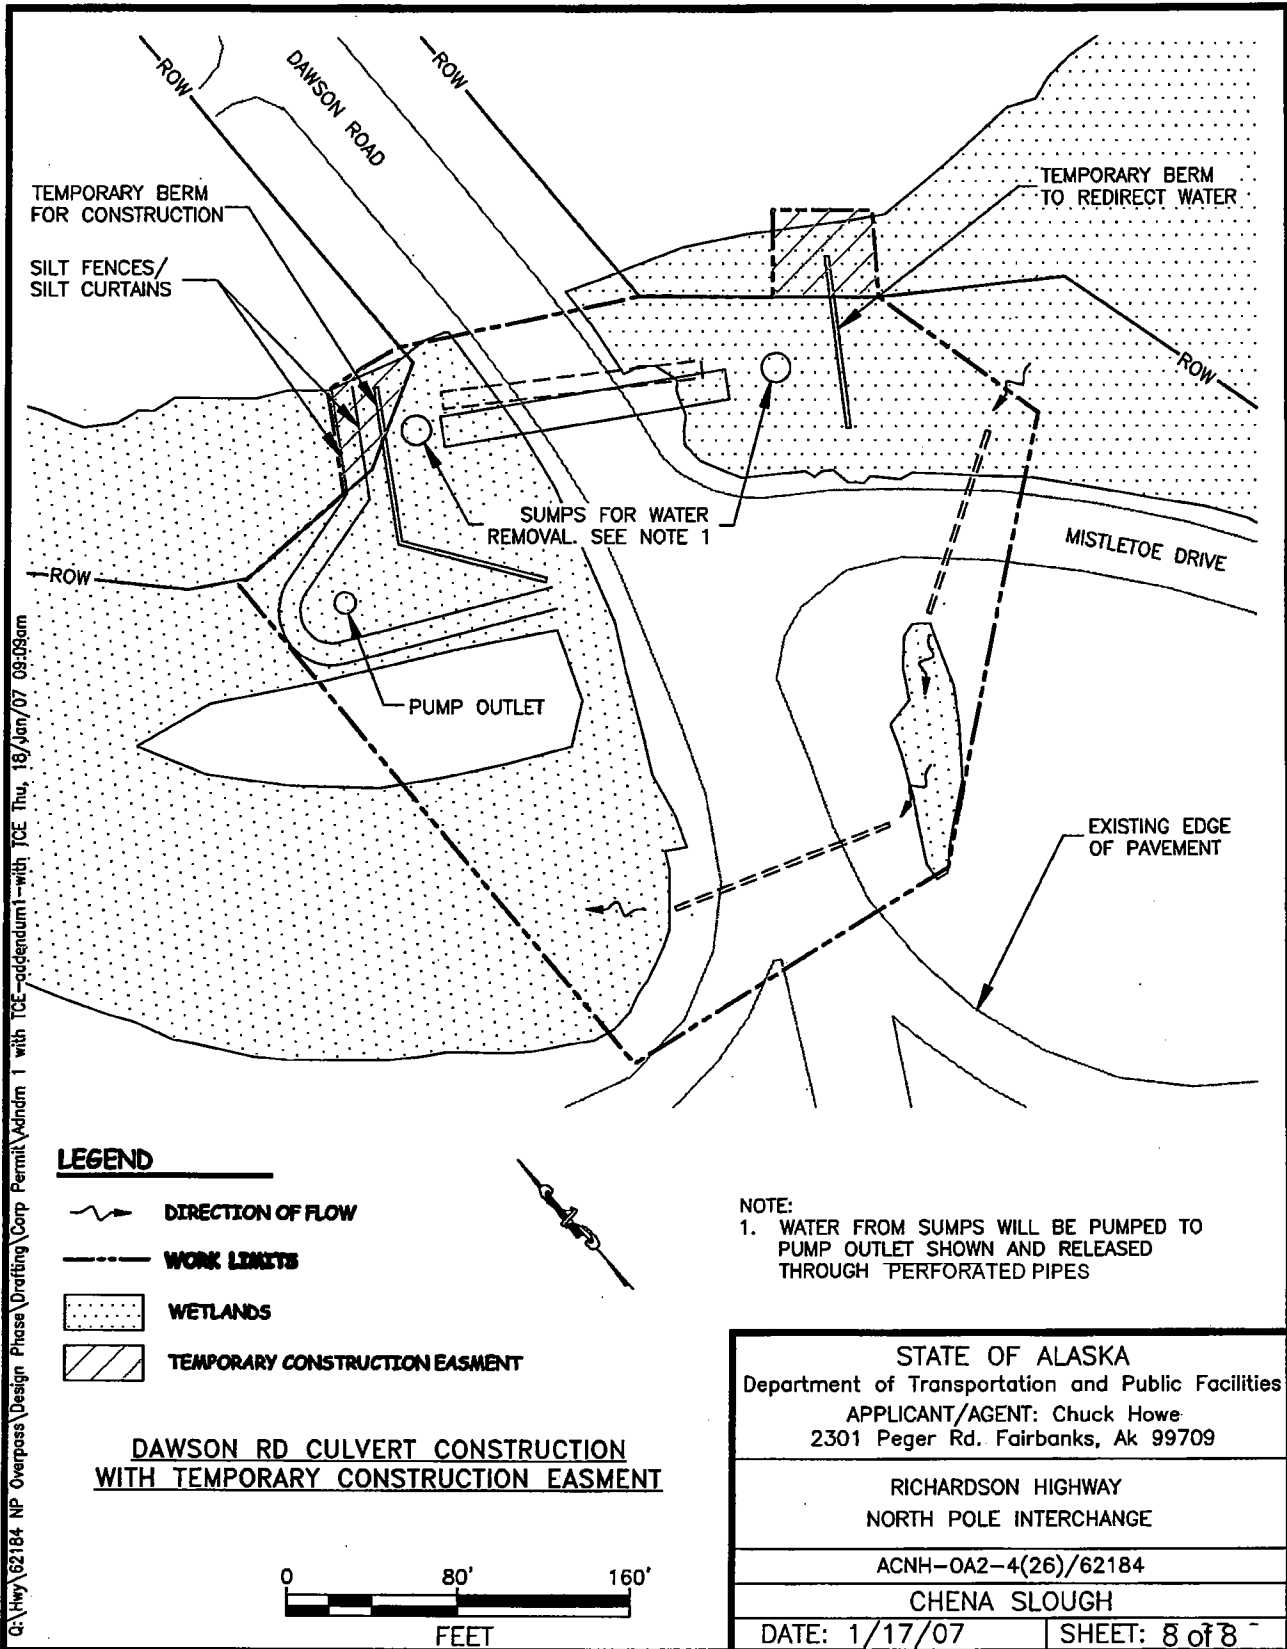 ROW
DAWSON ROAD
ROW
TEMPORARY BERM
FOR CONSTRUCTION
TEMPORARY BERM
TO REDIRECT WATER
SILT FENCES/
SILT CURTAINS
ROW
SUMPS FOR WATER
REMOVAL. SEE NOTE 1
MISTLETOE DRIVE
ROW
PUMP OUTLET
EXISTING EDGE
OF PAVEMENT
Q:\Hwy\62184 NP Overpass\Design Phase\Drafting\Corp Permit\Adndm 1 with TCE-addendum1-with TCE Thu, 18/Jan/07 09:09am
LEGEND
DIRECTION OF FLOW
WORK LIMITS
WETLANDS
TEMPORARY CONSTRUCTION EASMENT
NOTE:
1. WATER FROM SUMPS WILL BE PUMPED TO
PUMP OUTLET SHOWN AND RELEASED
THROUGH PERFORATED PIPES
DAWSON RD CULVERT CONSTRUCTION
WITH TEMPORARY CONSTRUCTION EASMENT
0 80' 160'
FEET
STATE OF ALASKA
Department of Transportation and Public Facilities
APPLICANT/AGENT: Chuck Howe
2301 Peger Rd. Fairbanks, Ak 99709
RICHARDSON HIGHWAY
NORTH POLE INTERCHANGE
ACNH-0A2-4(26)/62184
CHENA SLOUGH
DATE: 1/17/07 SHEET: 8 of 8